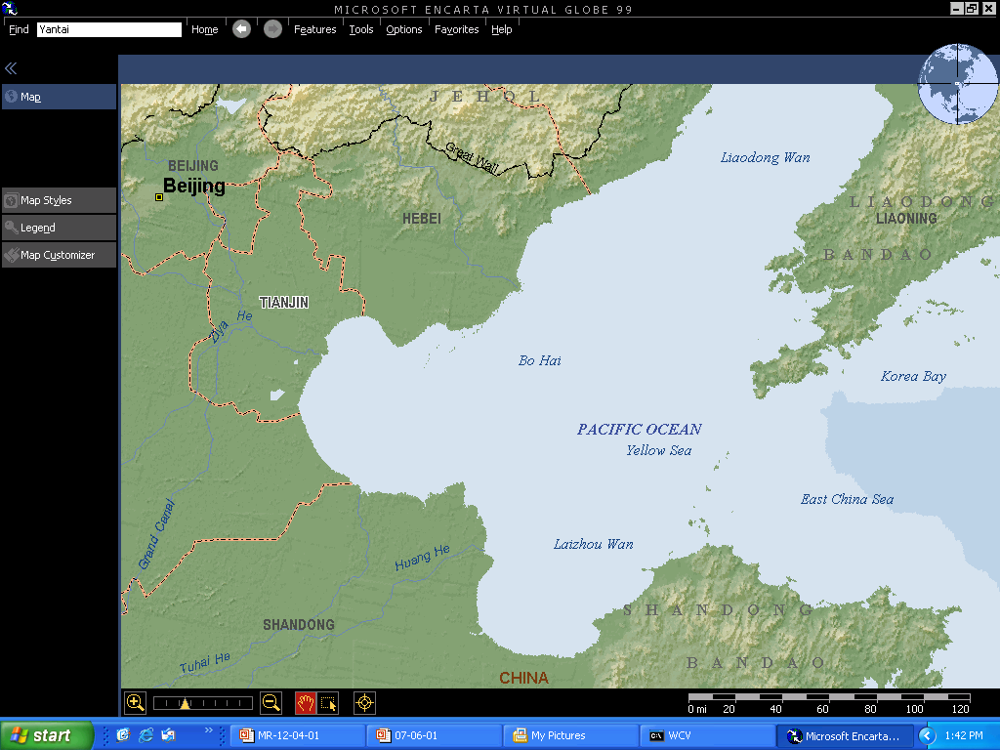 MICROSOFT ENCARTA VIRTUAL GLOBE 99
Find Yantai Home Features Tools Options Favorites Help
Map
Map Styles
Legend
Map Customizer
JEHOL
Great Wall
Liaodong Wan
BEIJING
Beijing
HEBEI
LIAODONG
LIAONING
BANDAO
TIANJIN
Ziya He
Bo Hai
Korea Bay
PACIFIC OCEAN
Yellow Sea
East China Sea
Grand Canal
Laizhou Wan
Huang He
SHANDONG
SHANDONG
Tuhai He
BANDAO
CHINA
0 mi 20 40 60 80 100 120
start MR-12-04-01 07-06-01 My Pictures WCV Microsoft Encarta... 1:42 PM